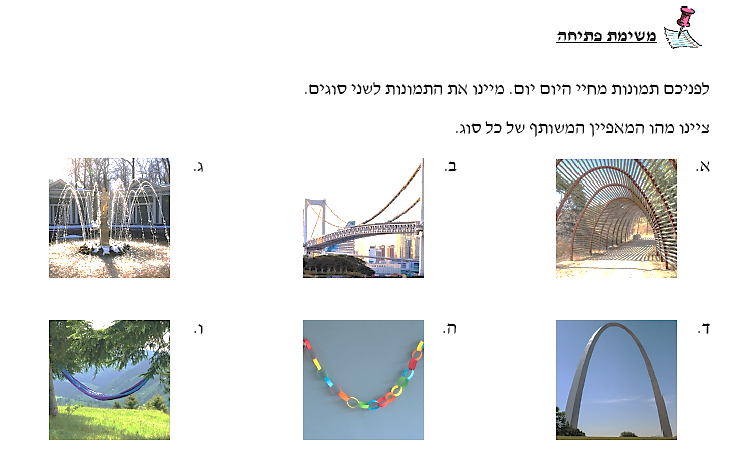 משימת פתיחה
לפניכם תמונות מחיי היום יום. מיינו את התמונות לשני סוגים.
ציינו מהו המאפיין המשותף של כל סוג.
א.
ב.
ג.
ד.
ה.
ו.